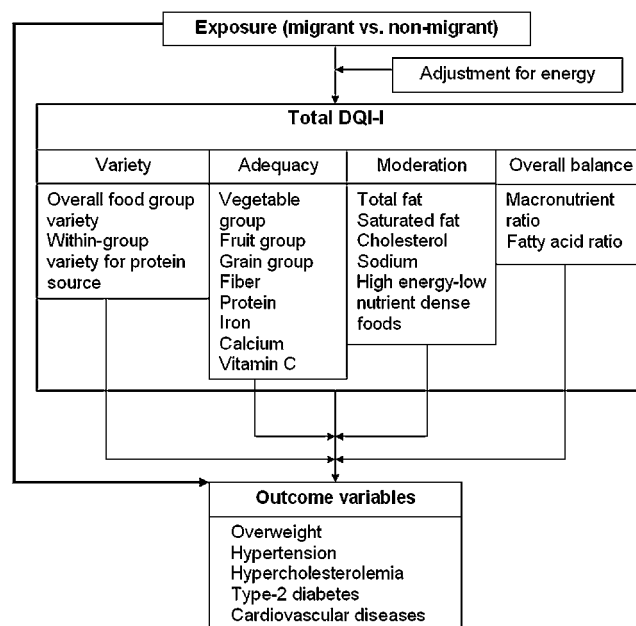 Exposure (migrant vs. non-migrant)
Adjustment for energy
Total DQI-I
Variety
Overall food group
variety
Within-group
variety for protein
source
Adequacy
Vegetable
group
Fruit group
Grain group
Fiber
Protein
Iron
Calcium
Vitamin C
Moderation
Total fat
Saturated fat
Cholesterol
Sodium
High energy-low
nutrient dense
foods
Overall balance
Macronutrient
ratio
Fatty acid ratio
Outcome variables
Overweight
Hypertension
Hypercholesterolemia
Type-2 diabetes
Cardiovascular diseases